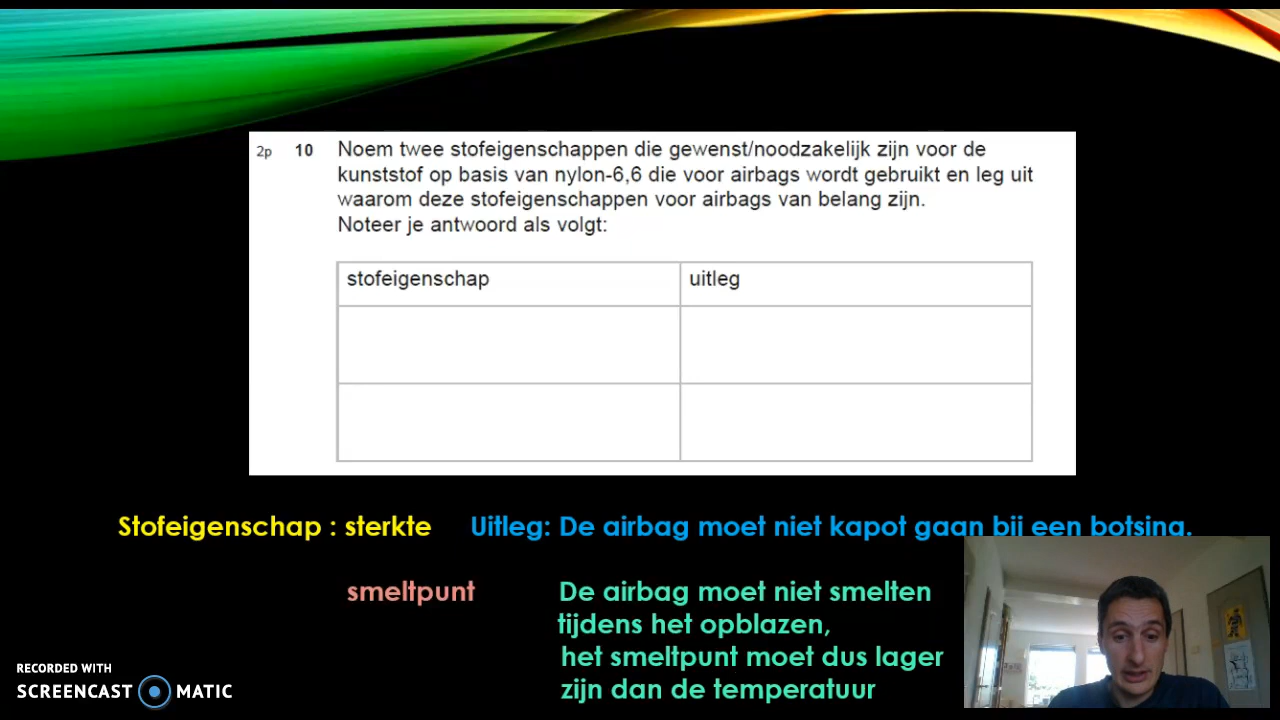 2p 10 Noem twee stofeigenschappen die gewenst/noodzakelijk zijn voor de
kunststof op basis van nylon-6,6 die voor airbags wordt gebruikt en leg uit
waarom deze stofeigenschappen voor airbags van belang zijn.
Noteer je antwoord als volgt:
stofeigenschap uitleg
Stofeigenschap : sterkte Uitleg: De airbag moet niet kapot gaan bij een botsing.
smeltpunt De airbag moet niet smelten
tijdens het opblazen,
het smeltpunt moet dus lager
zijn dan de temperatuur
RECORDED WITH
SCREENCAST MATIC